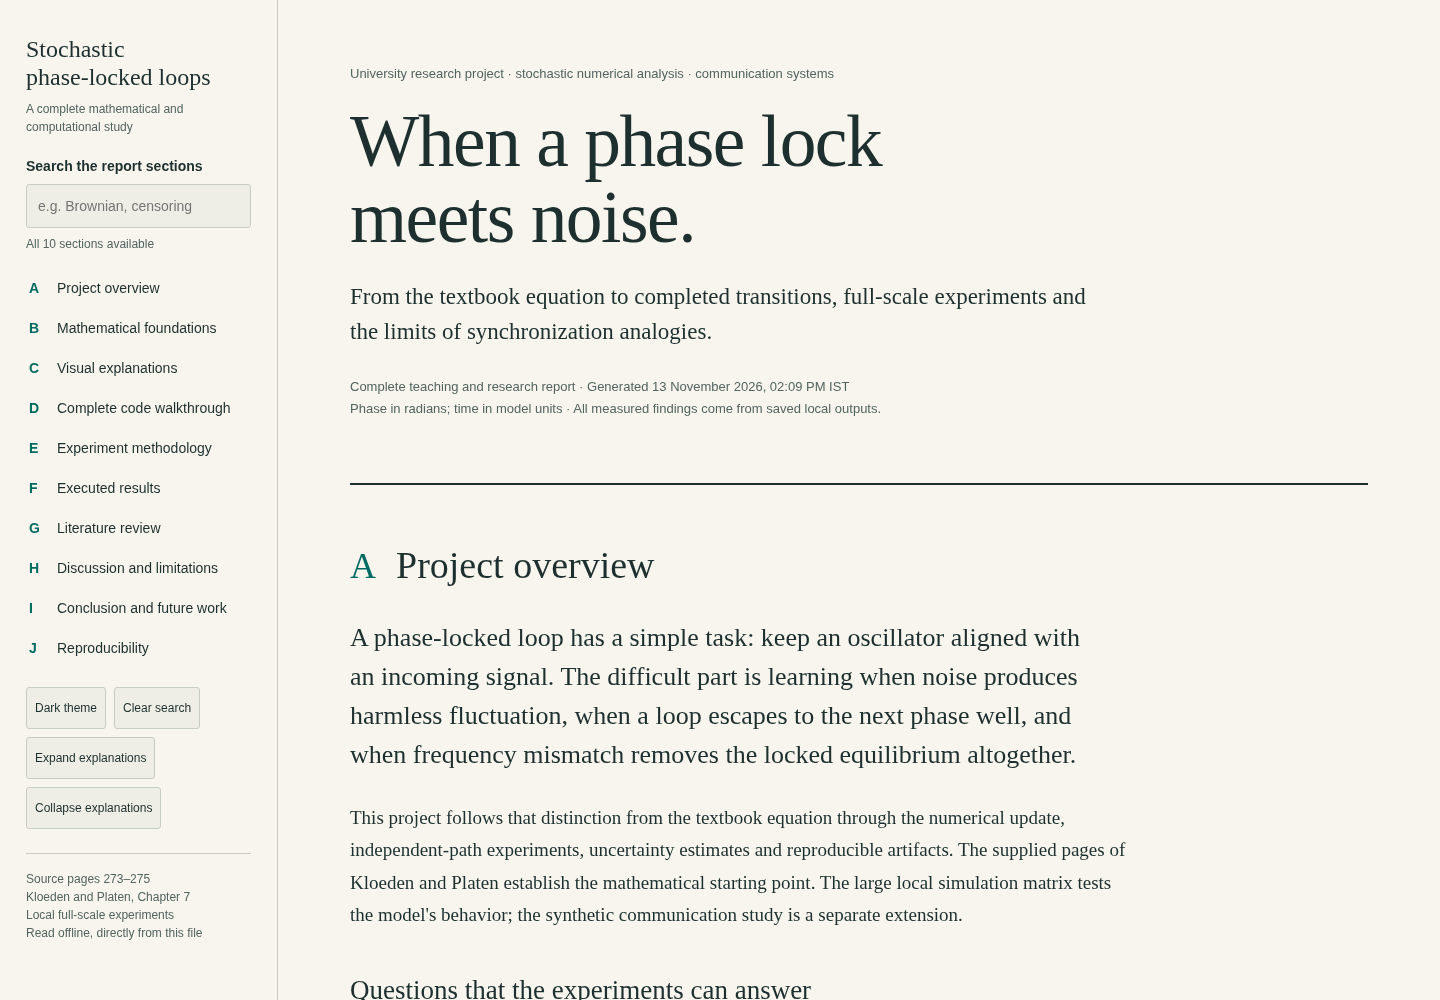 Stochastic
phase-locked loops
A complete mathematical and
computational study
Search the report sections
e.g. Brownian, censoring
All 10 sections available
A Project overview
B Mathematical foundations
C Visual explanations
D Complete code walkthrough
E Experiment methodology
F Executed results
G Literature review
H Discussion and limitations
I Conclusion and future work
J Reproducibility
Dark theme Clear search
Expand explanations
Collapse explanations
Source pages 273–275
Kloeden and Platen, Chapter 7
Local full-scale experiments
Read offline, directly from this file
University research project · stochastic numerical analysis · communication systems
When a phase lock
meets noise.
From the textbook equation to completed transitions, full-scale experiments and
the limits of synchronization analogies.
Complete teaching and research report · Generated 13 November 2026, 02:09 PM IST
Phase in radians; time in model units · All measured findings come from saved local outputs.
A Project overview
A phase-locked loop has a simple task: keep an oscillator aligned with
an incoming signal. The difficult part is learning when noise produces
harmless fluctuation, when a loop escapes to the next phase well, and
when frequency mismatch removes the locked equilibrium altogether.
This project follows that distinction from the textbook equation through the numerical update,
independent-path experiments, uncertainty estimates and reproducible artifacts. The supplied pages of
Kloeden and Platen establish the mathematical starting point. The large local simulation matrix tests
the model's behavior; the synthetic communication study is a separate extension.
Questions that the experiments can answer